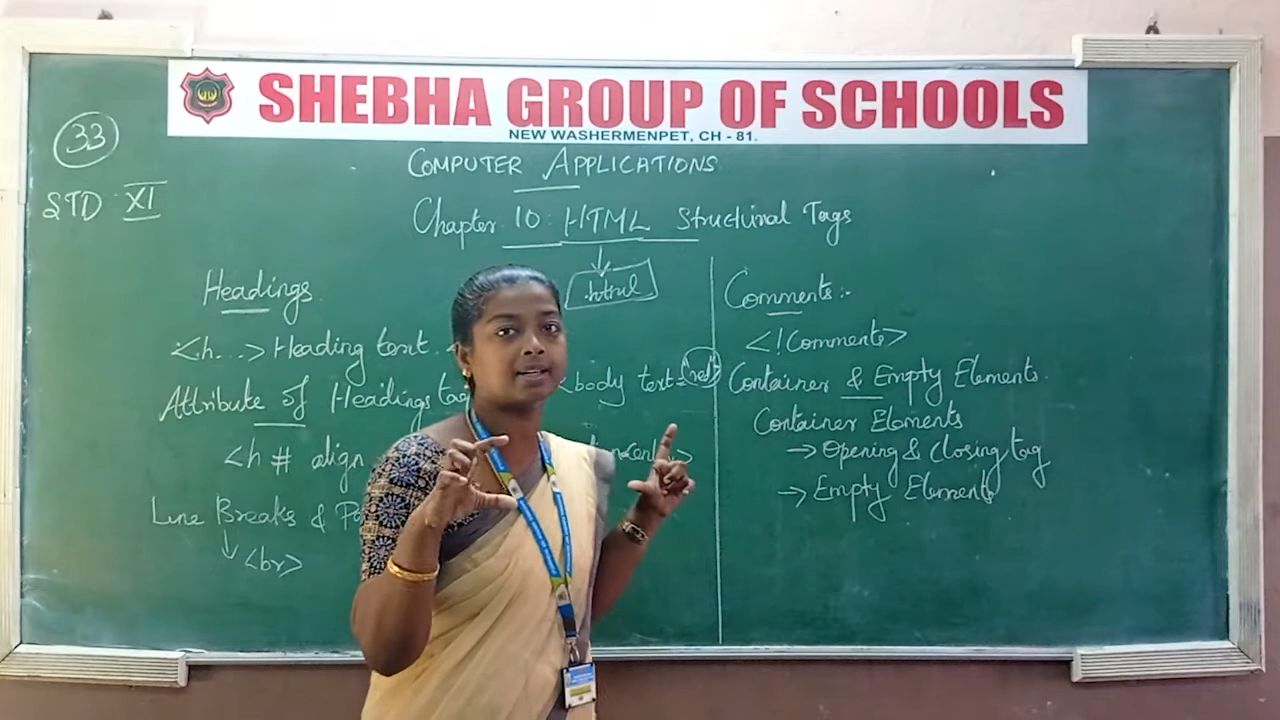 SHEBHA GROUP OF SCHOOLS
NEW WASHERMENPET, CH - 81.
33
STD XI
COMPUTER APPLICATIONS
Chapter 10: HTML Structural Tags
.html
Headings
<h...> Heading text.
Attribute of Headings tag
<body text="red"
<h # align
Line Breaks &
<br>
Comments:-
<!Comments>
Container & Empty Elements.
Container Elements
→ Opening & Closing tag
→ Empty Elements